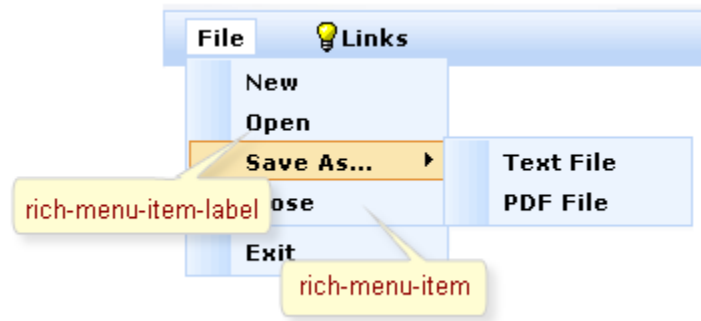 File Links
New
Open
Save As...
Text File
rich-menu-item-label
ose
PDF File
Exit
rich-menu-item